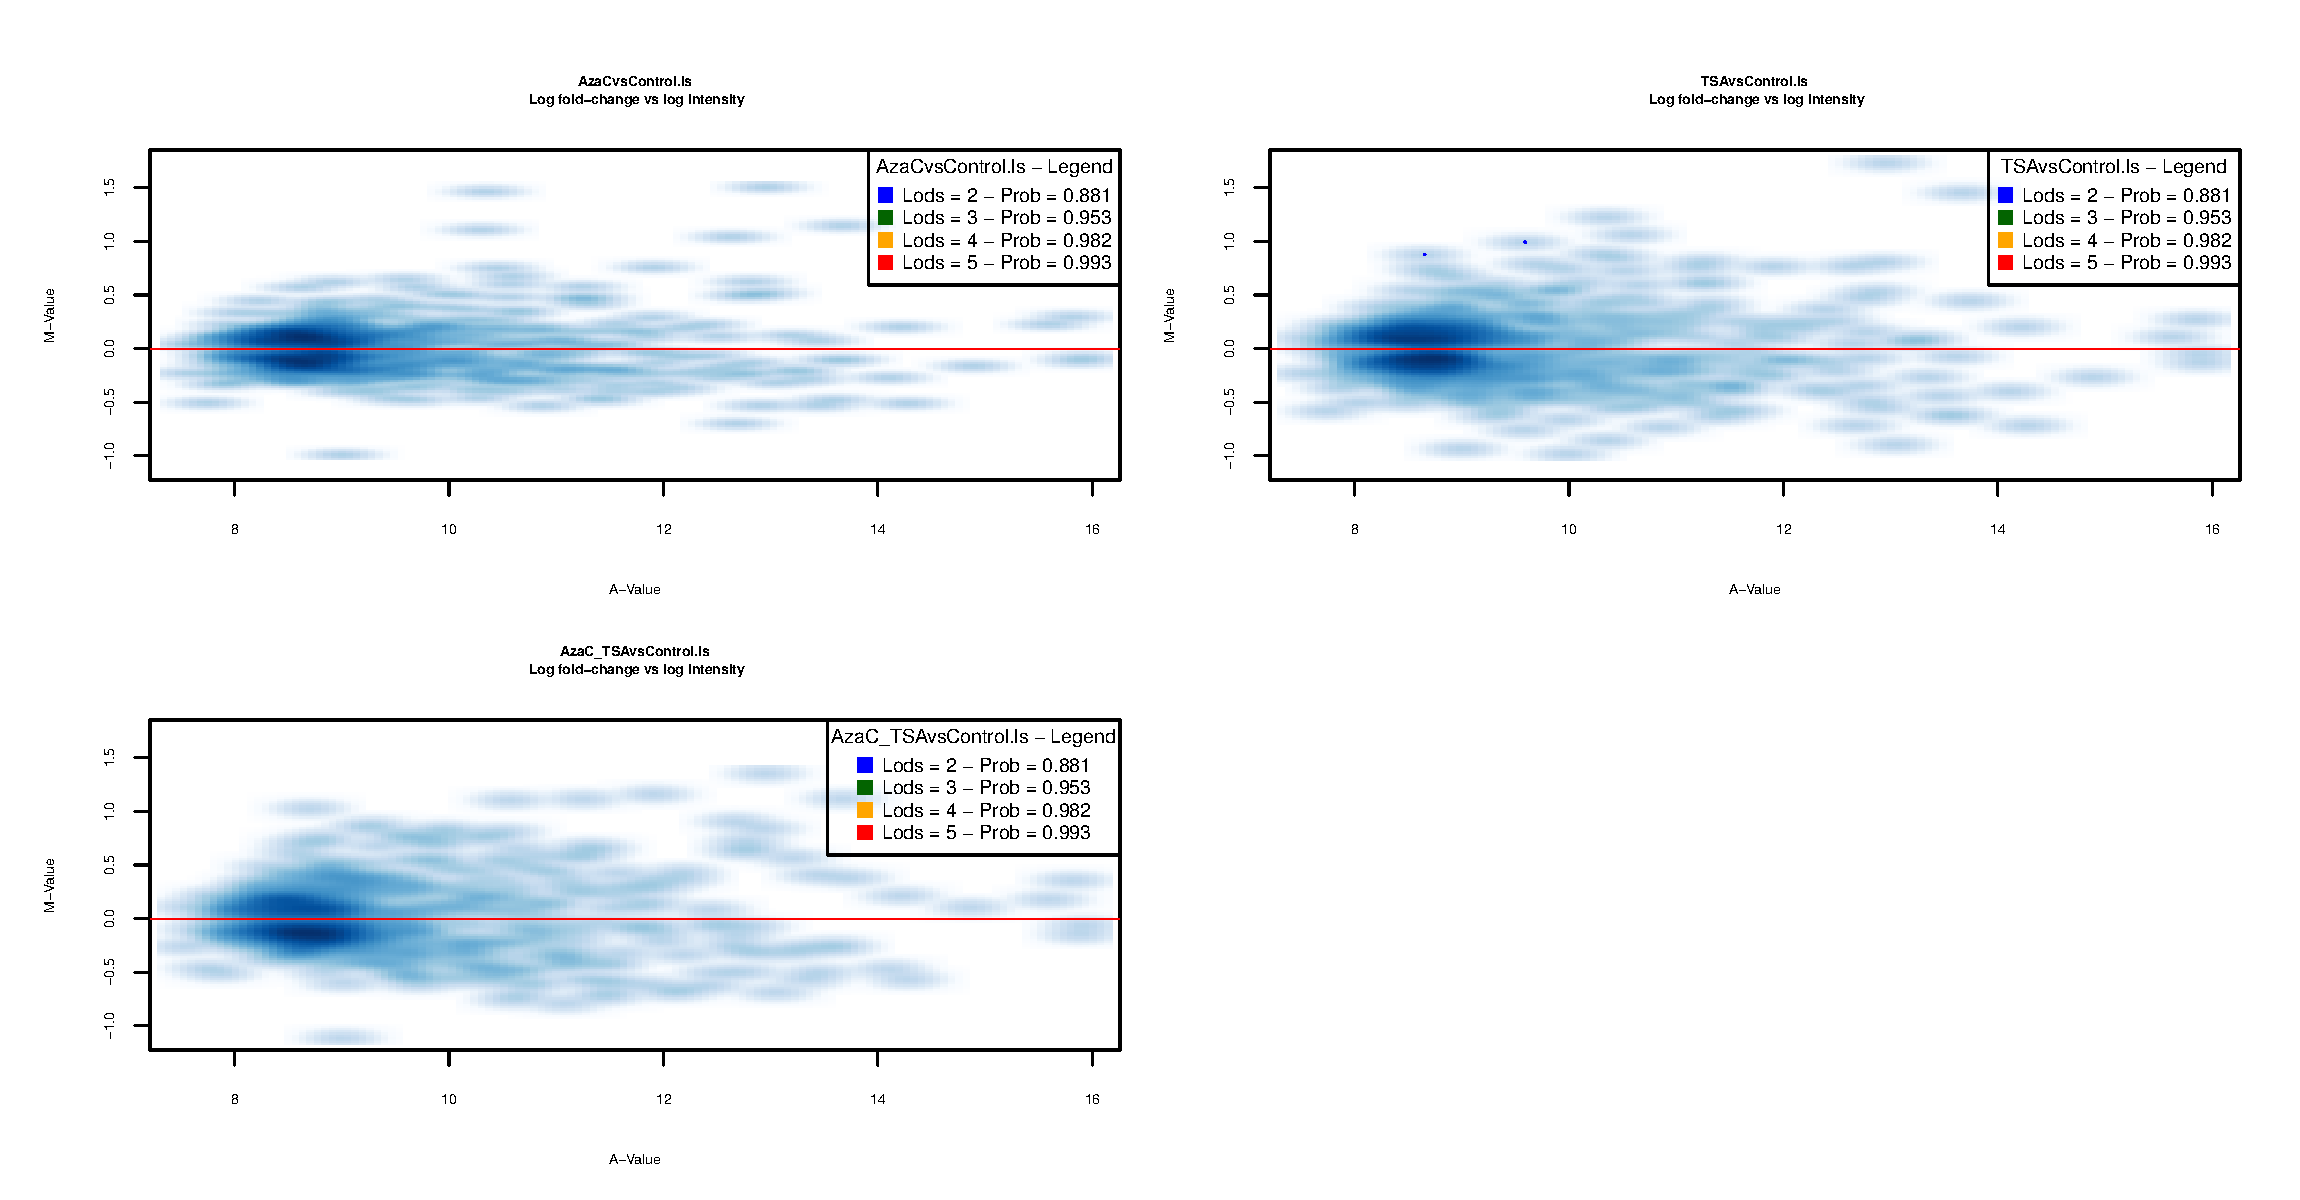 AzaCvsControl.ls
Log fold−change vs log intensity
M−Value
1.5
1.0
0.5
0.0
−0.5
−1.0
AzaCvsControl.ls − Legend
Lods = 2 − Prob = 0.881
Lods = 3 − Prob = 0.953
Lods = 4 − Prob = 0.982
Lods = 5 − Prob = 0.993
8 10 12 14 16
A−Value
TSAvsControl.ls
Log fold−change vs log intensity
M−Value
1.5
1.0
0.5
0.0
−0.5
−1.0
TSAvsControl.ls − Legend
Lods = 2 − Prob = 0.881
Lods = 3 − Prob = 0.953
Lods = 4 − Prob = 0.982
Lods = 5 − Prob = 0.993
8 10 12 14 16
A−Value
AzaC_TSAvsControl.ls
Log fold−change vs log intensity
M−Value
1.5
1.0
0.5
0.0
−0.5
−1.0
AzaC_TSAvsControl.ls − Legend
Lods = 2 − Prob = 0.881
Lods = 3 − Prob = 0.953
Lods = 4 − Prob = 0.982
Lods = 5 − Prob = 0.993
8 10 12 14 16
A−Value